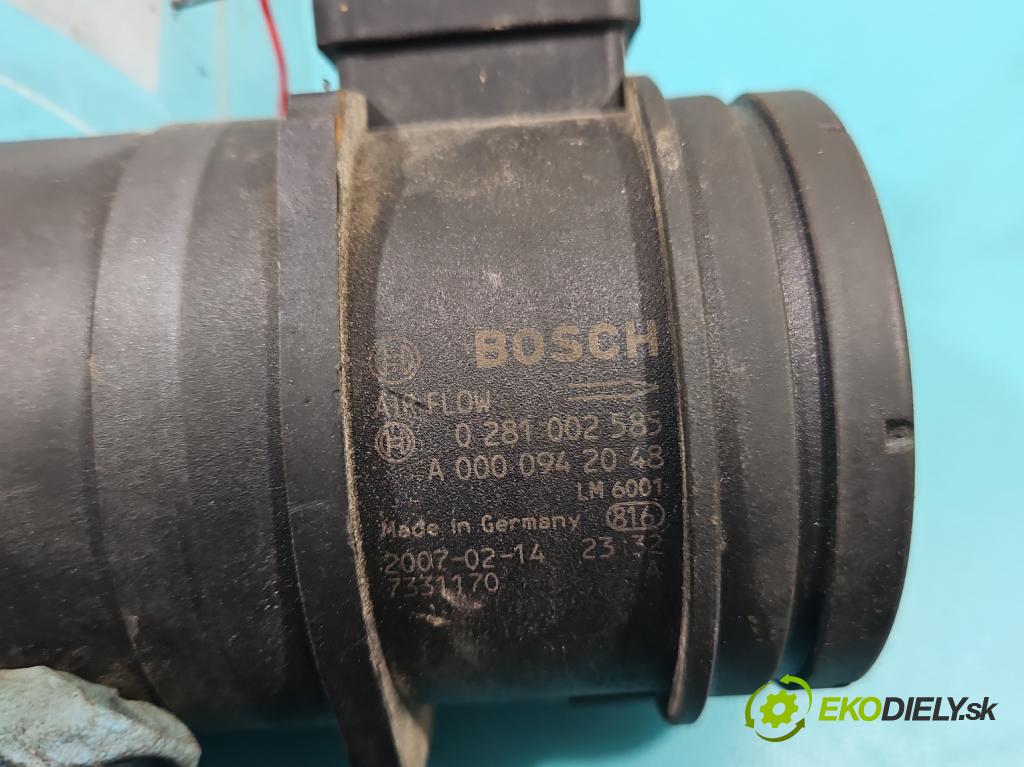 BOSCH
AIR FLOW
0 281 002 585
A 000 094 20 48
LM 6001
Made in Germany 816
2007-02-14 23 32
A
7331170
EKODIELY.sk